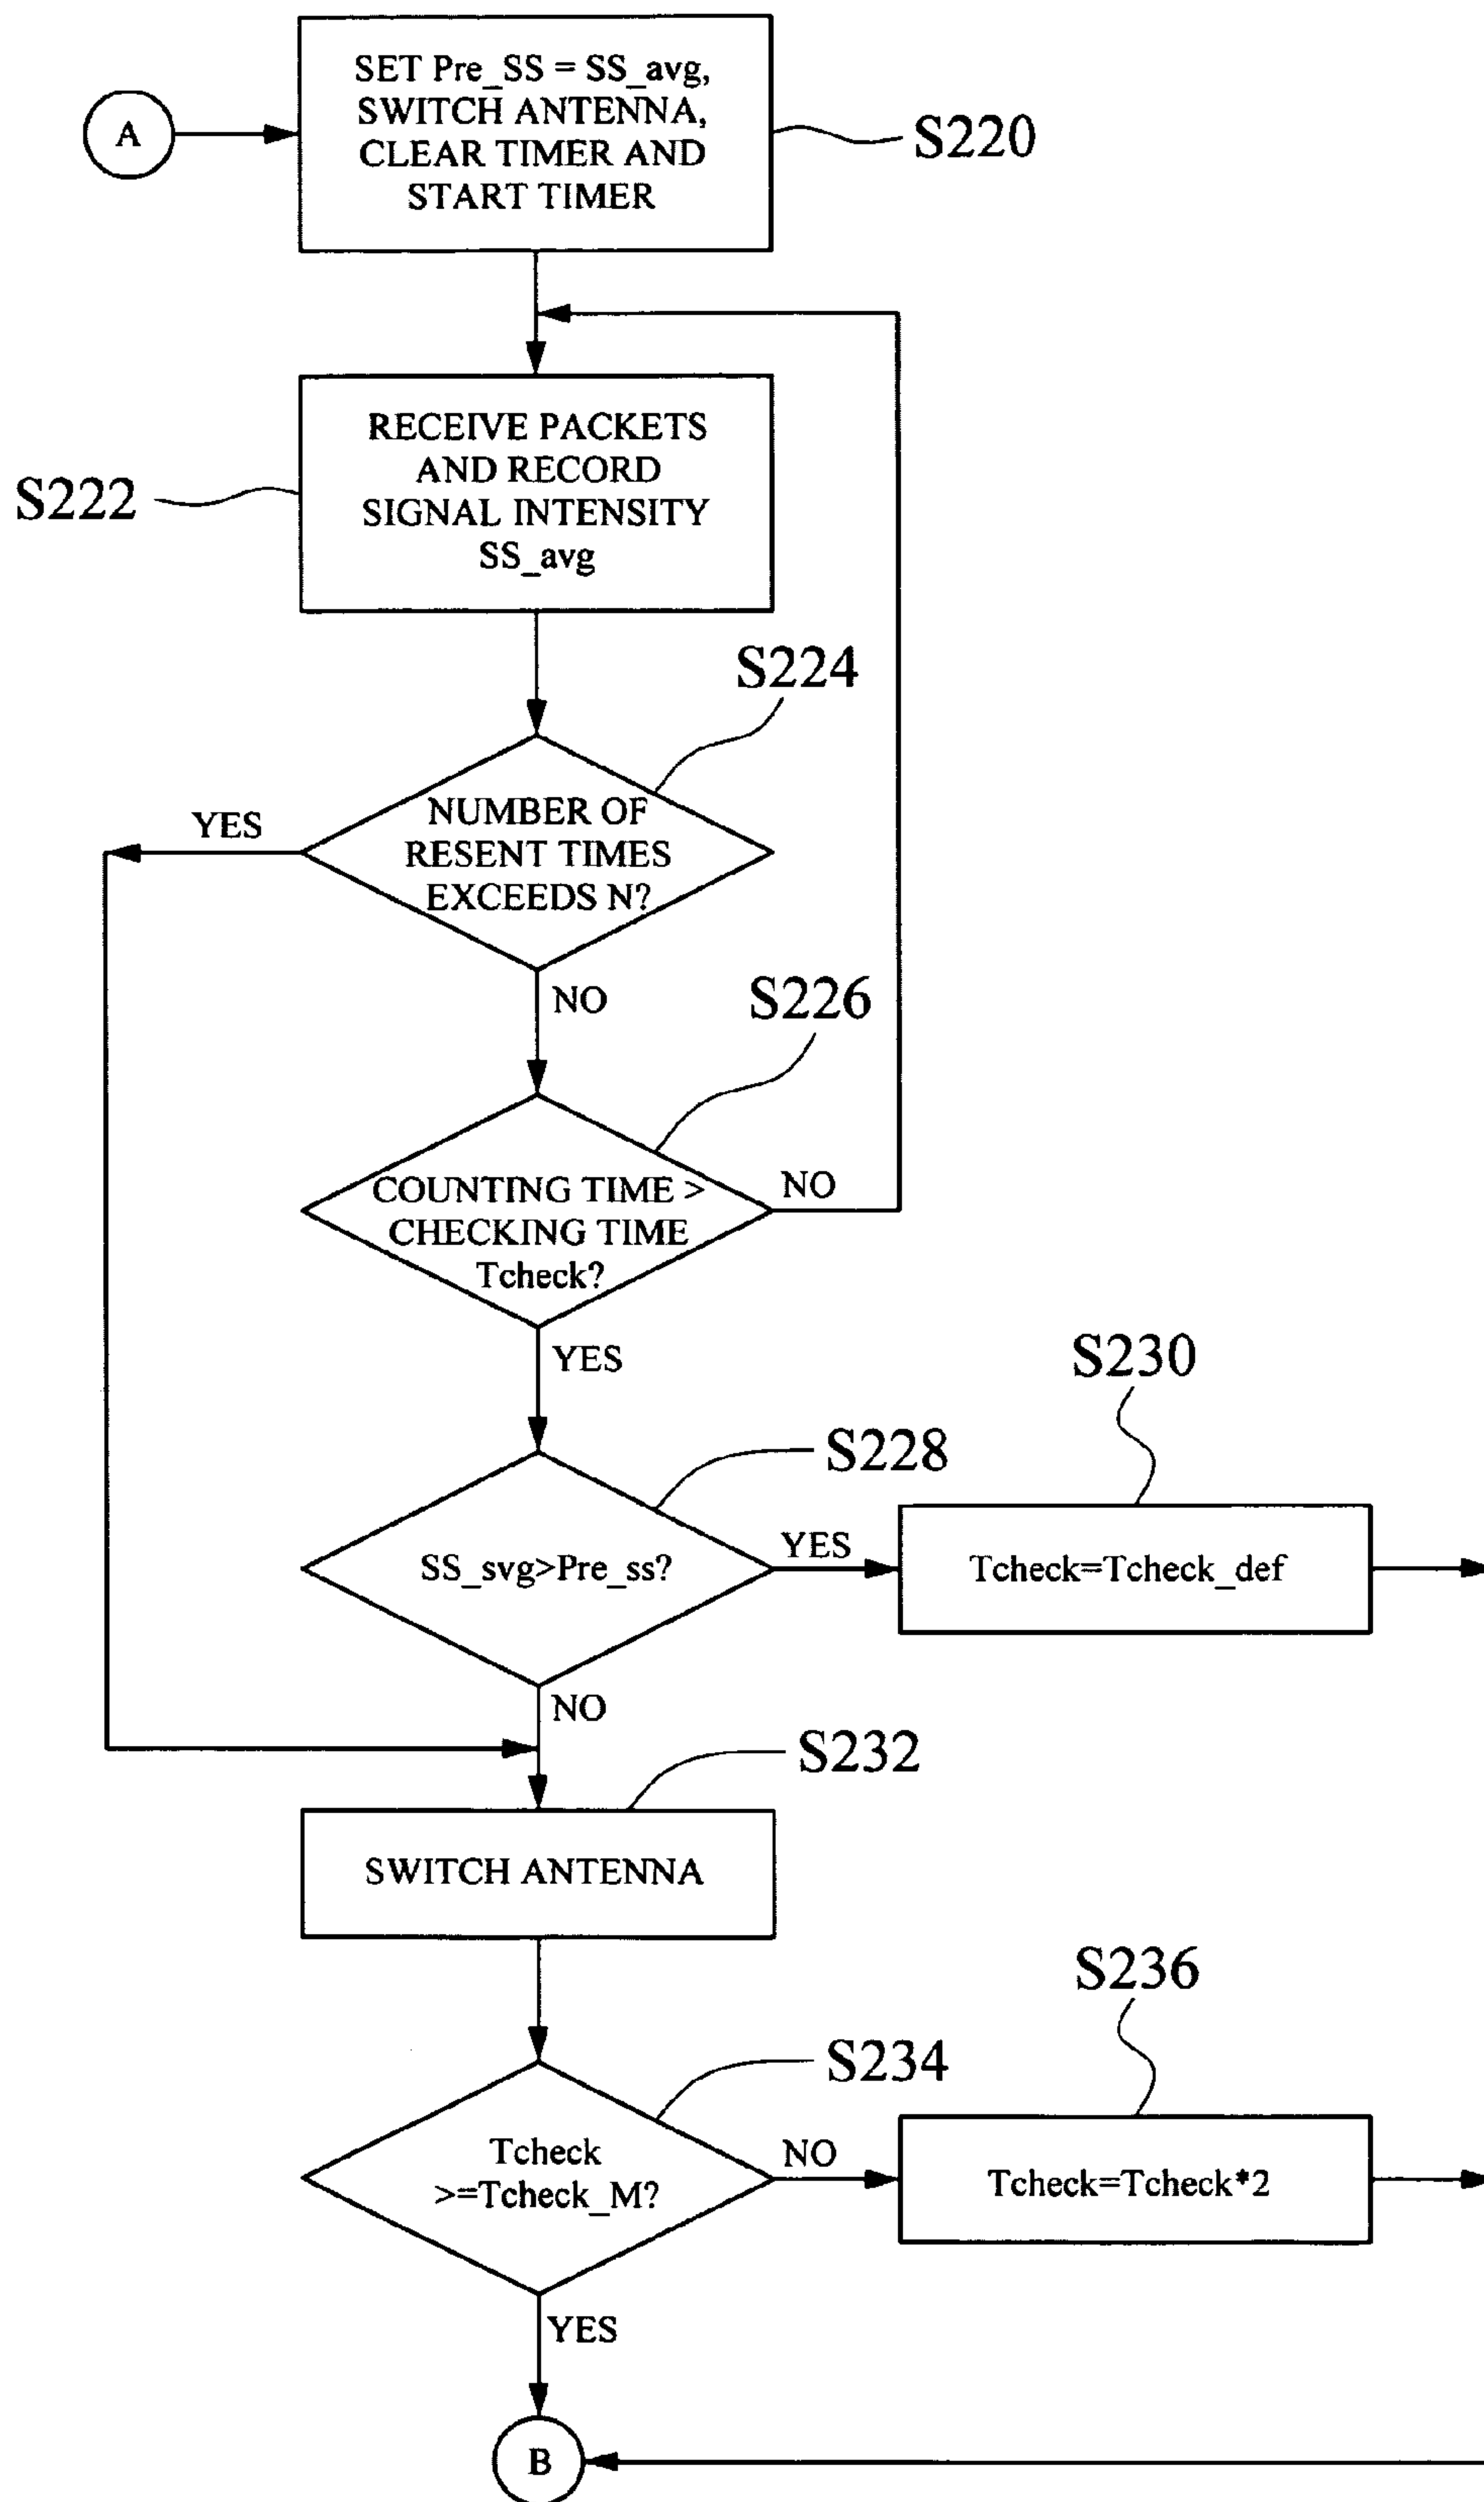 SET Pre_SS = SS_avg,
SWITCH ANTENNA,
CLEAR TIMER AND
START TIMER
A
S220
RECEIVE PACKETS
AND RECORD
SIGNAL INTENSITY
SS_avg
S222
S224
NUMBER OF
RESENT TIMES
EXCEEDS N?
YES
NO
S226
COUNTING TIME >
CHECKING TIME
Tcheck?
NO
YES
S228
SS_svg>Pre_ss?
YES
S230
Tcheck=Tcheck_def
NO
S232
SWITCH ANTENNA
S234
Tcheck
>=Tcheck_M?
NO
S236
Tcheck=Tcheck*2
YES
B